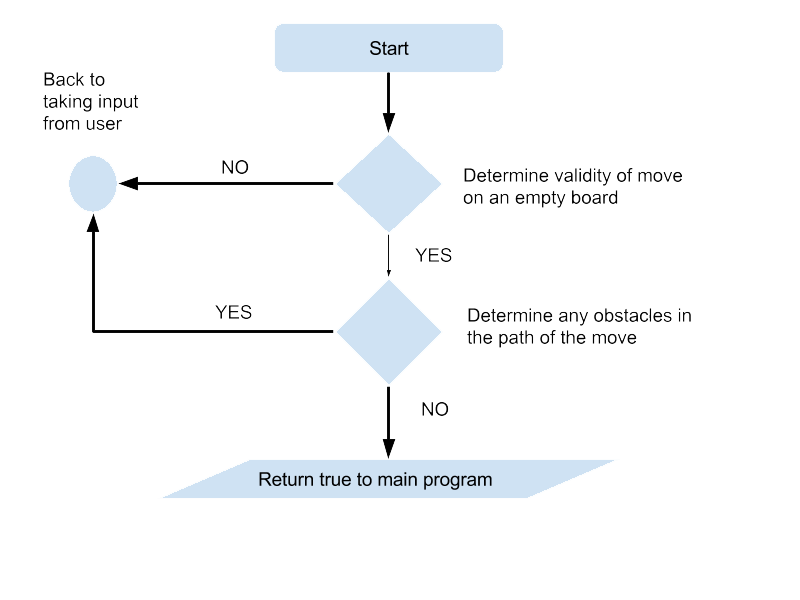 Start
Back to
taking input
from user
NO
Determine validity of move
on an empty board
YES
YES
Determine any obstacles in
the path of the move
NO
Return true to main program